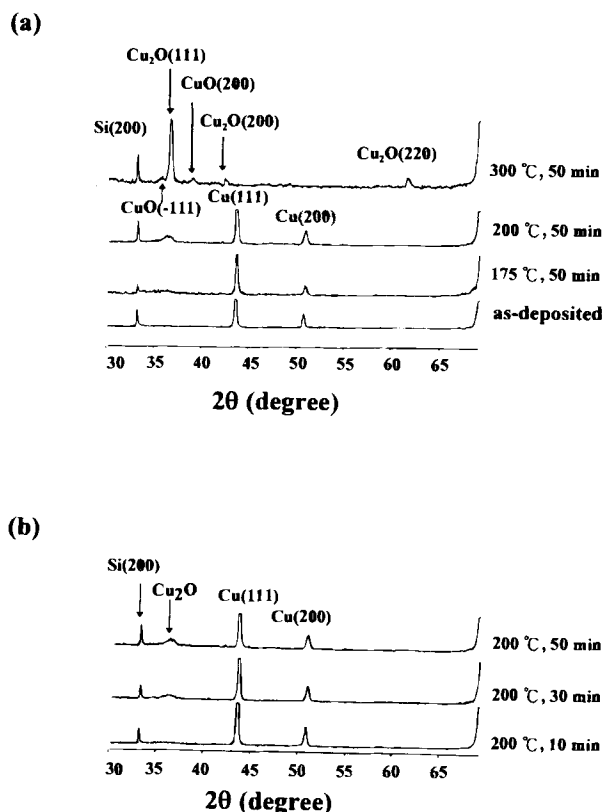 (a)
Cu₂O(111)
CuO(200)
Si(200)
Cu₂O(200)
Cu₂O(220)
300 ℃, 50 min
CuO(-111)
Cu(111)
Cu(200)
200 ℃, 50 min
175 ℃, 50 min
as-deposited
30 35 40 45 50 55 60 65
2θ (degree)
(b)
Si(200)
Cu₂O
Cu(111)
Cu(200)
200 ℃, 50 min
200 ℃, 30 min
200 ℃, 10 min
30 35 40 45 50 55 60 65
2θ (degree)